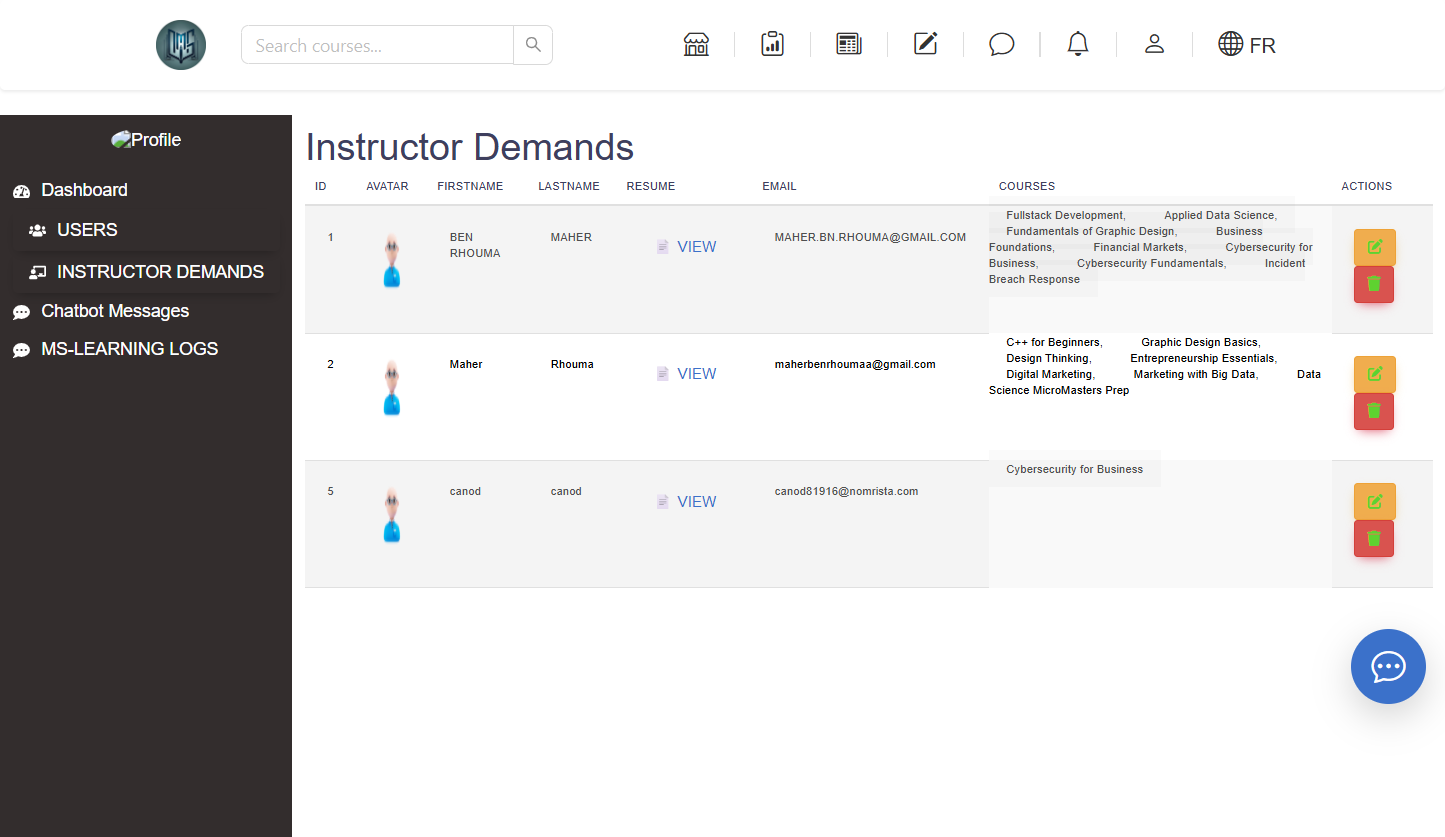 Search courses...
FR
Profile
Dashboard
USERS
INSTRUCTOR DEMANDS
Chatbot Messages
MS-LEARNING LOGS
Instructor Demands
ID AVATAR FIRSTNAME LASTNAME RESUME EMAIL COURSES ACTIONS
1 BEN RHOUMA MAHER VIEW MAHER.BN.RHOUMA@GMAIL.COM
Fullstack Development, Applied Data Science,
Fundamentals of Graphic Design, Business
Foundations, Financial Markets, Cybersecurity for
Business, Cybersecurity Fundamentals, Incident
Breach Response
2 Maher Rhouma VIEW maherbenrhoumaa@gmail.com
C++ for Beginners, Graphic Design Basics,
Design Thinking, Entrepreneurship Essentials,
Digital Marketing, Marketing with Big Data, Data
Science MicroMasters Prep
5 canod canod VIEW canod81916@nomrista.com
Cybersecurity for Business